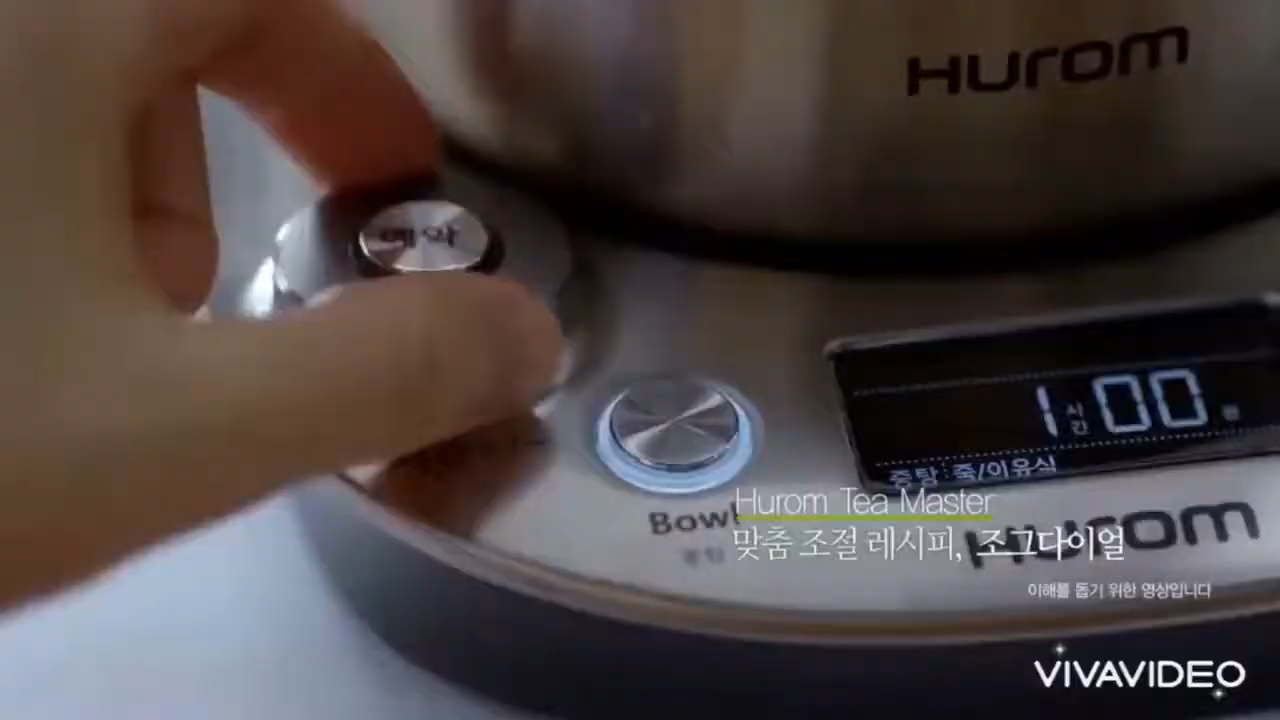 HUROM
예약
1시간 00분
중탕:죽/이유식
Bowl
Hurom Tea Master
HUROM
맞춤 조절 레시피, 조그다이얼
이해를 돕기 위한 영상입니다
VIVAVIDEO